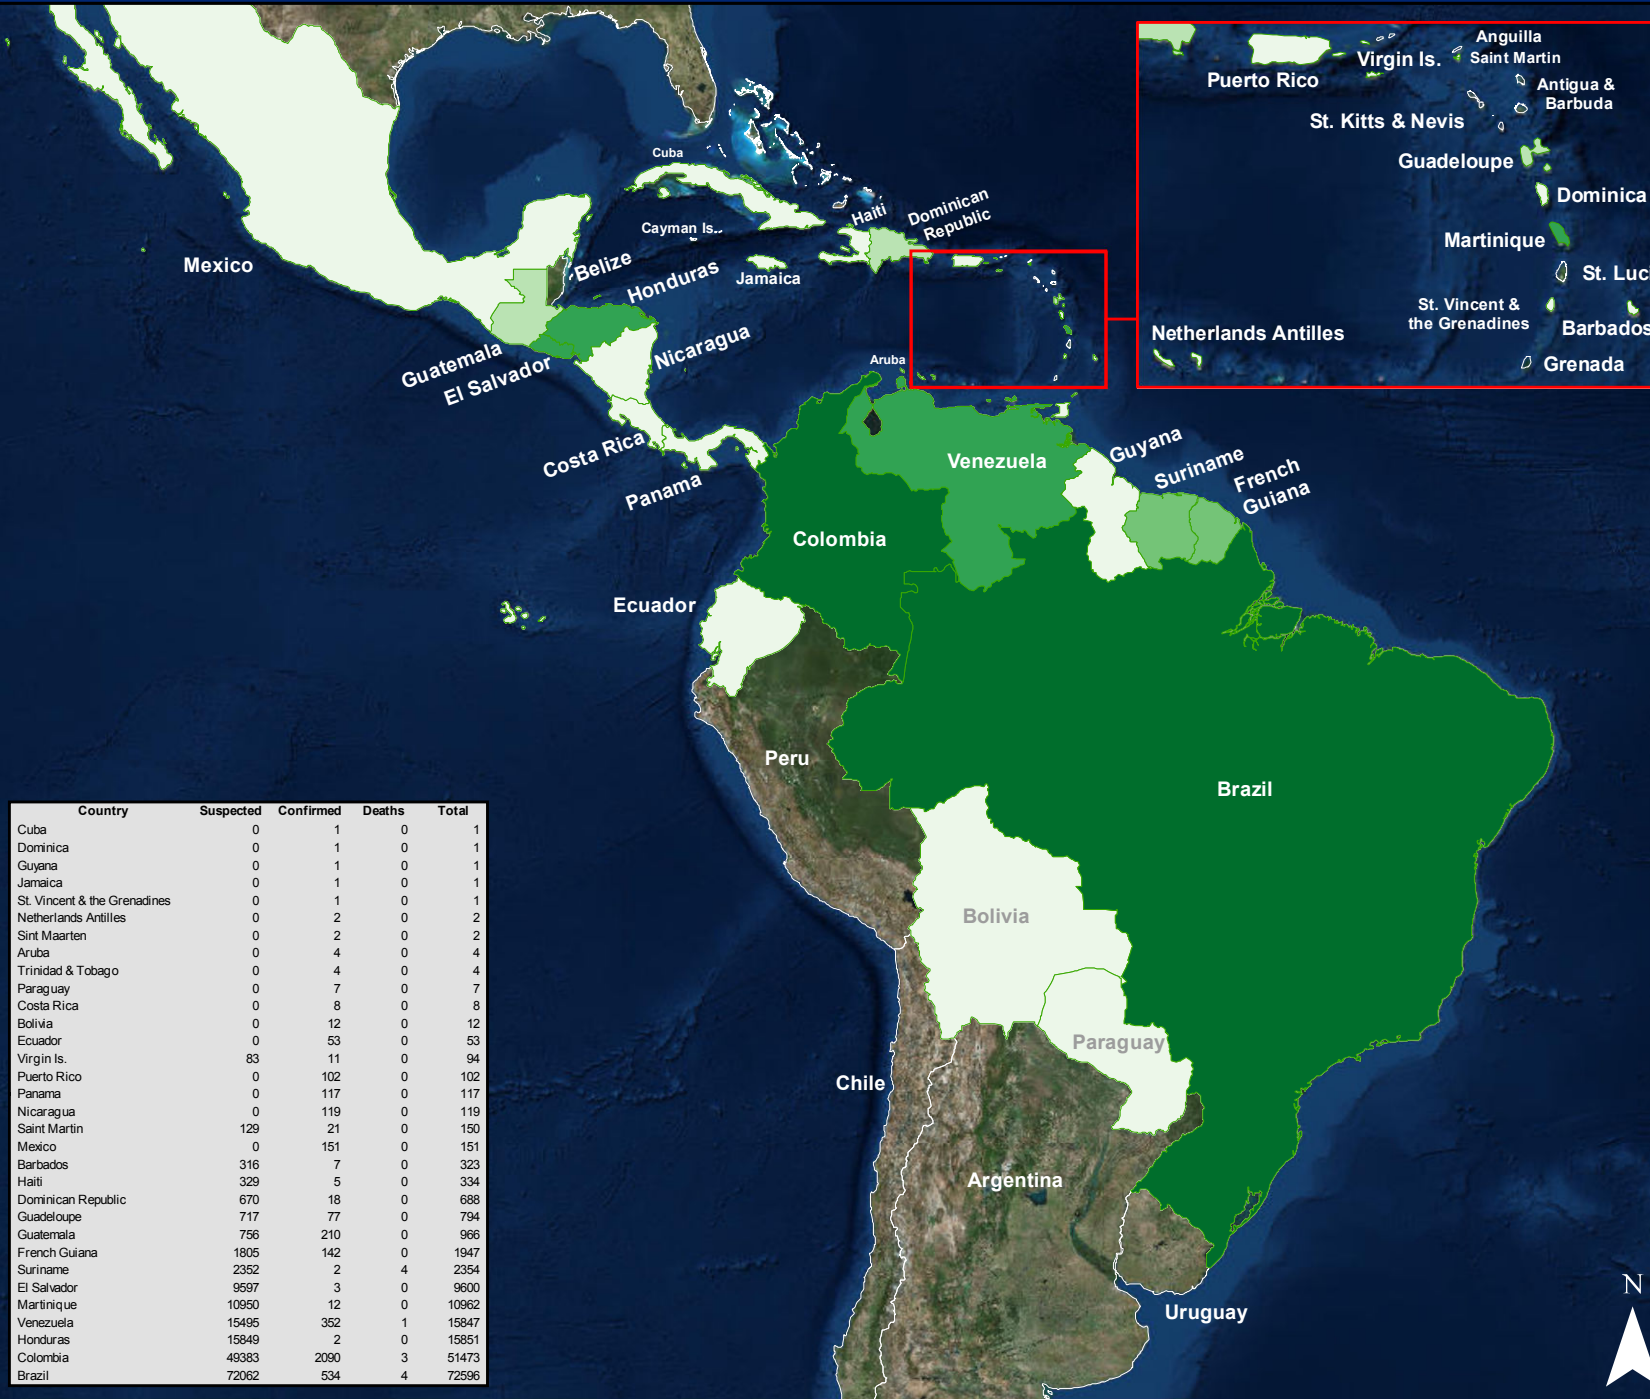 Anguilla
Virgin Is.
Saint Martin
Puerto Rico
Antigua &
Barbuda
St. Kitts & Nevis
Guadeloupe
Dominica
Martinique
St. Luc
St. Vincent &
the Grenadines
Barbados
Netherlands Antilles
Grenada
Cuba
Haiti
Dominican
Republic
Cayman Is.
Mexico
Belize
Honduras
Jamaica
Guatemala
El Salvador
Nicaragua
Aruba
Costa Rica
Panama
Venezuela
Guyana
Suriname
French
Guiana
Colombia
Ecuador
Peru
Brazil
Bolivia
Paraguay
Chile
Argentina
Uruguay
N
Country Suspected Confirmed Deaths Total
Cuba 0 1 0 1
Dominica 0 1 0 1
Guyana 0 1 0 1
Jamaica 0 1 0 1
St. Vincent & the Grenadines 0 1 0 1
Netherlands Antilles 0 2 0 2
Sint Maarten 0 2 0 2
Aruba 0 4 0 4
Trinidad & Tobago 0 4 0 4
Paraguay 0 7 0 7
Costa Rica 0 8 0 8
Bolivia 0 12 0 12
Ecuador 0 53 0 53
Virgin Is. 83 11 0 94
Puerto Rico 0 102 0 102
Panama 0 117 0 117
Nicaragua 0 119 0 119
Saint Martin 129 21 0 150
Mexico 0 151 0 151
Barbados 316 7 0 323
Haiti 329 5 0 334
Dominican Republic 670 18 0 688
Guadeloupe 717 77 0 794
Guatemala 756 210 0 966
French Guiana 1805 142 0 1947
Suriname 2352 2 4 2354
El Salvador 9597 3 0 9600
Martinique 10950 12 0 10962
Venezuela 15495 352 1 15847
Honduras 15849 2 0 15851
Colombia 49383 2090 3 51473
Brazil 72062 534 4 72596